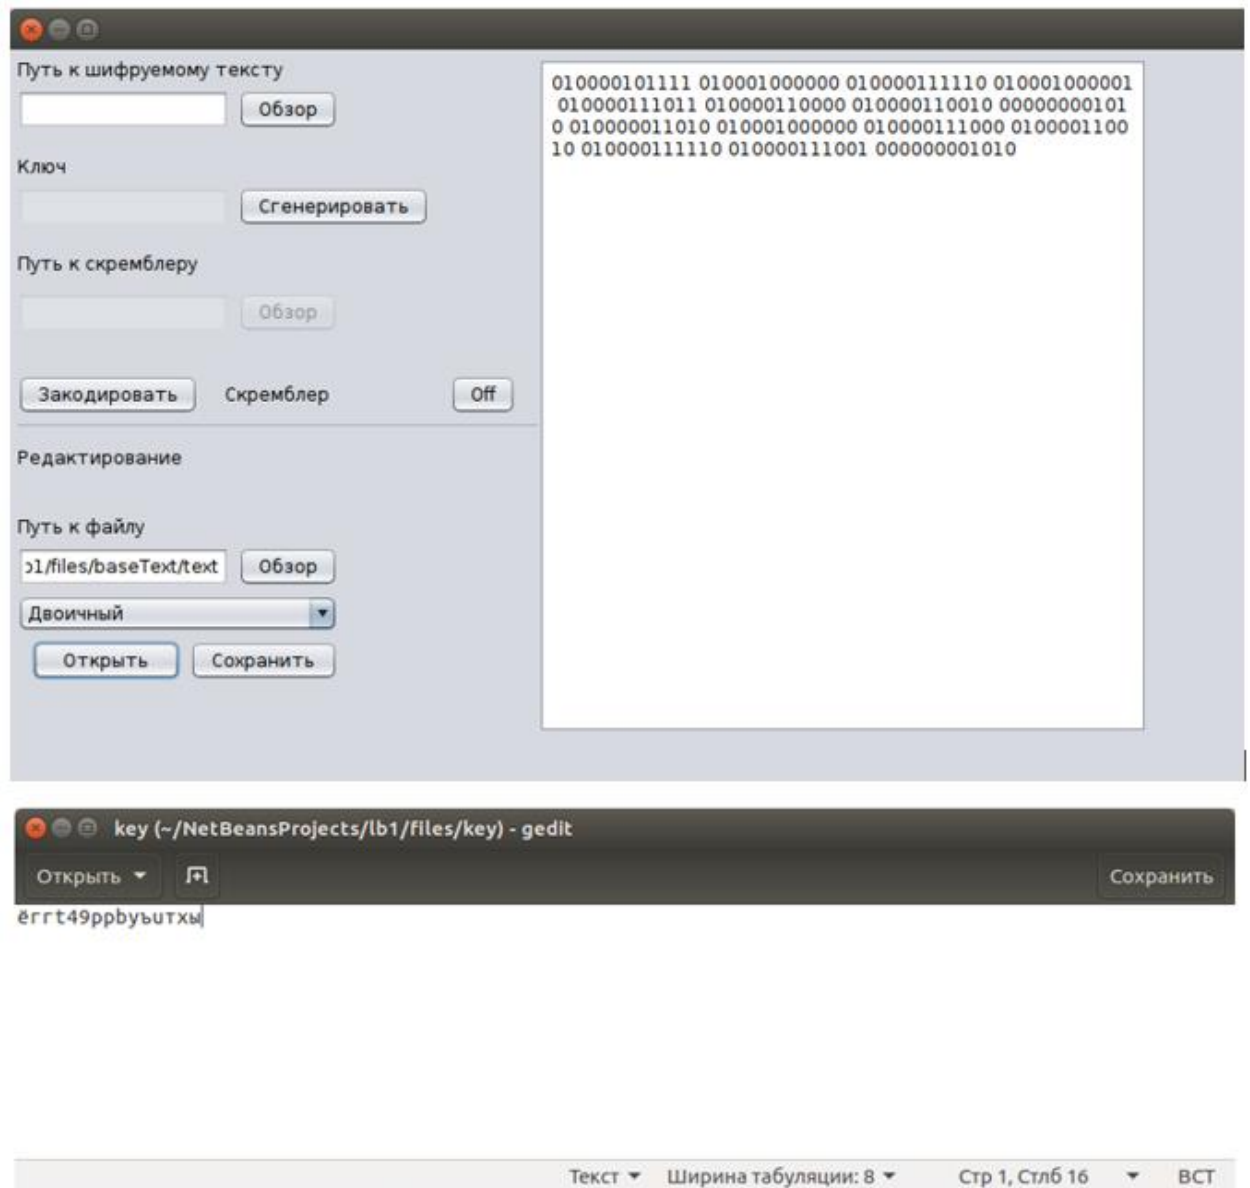 Путь к шифруемому тексту
Обзор
Ключ
Сгенерировать
Путь к скремблеру
Обзор
Закодировать Скремблер Off
Редактирование
Путь к файлу
ɔ1/files/baseText/text Обзор
Двоичный
Открыть Сохранить
010000101111 010001000000 010000111110 010001000001
010000111011 010000110000 010000110010 00000000101
0 010000011010 010001000000 010000111000 0100001100
10 010000111110 010000111001 000000001010
key (~/NetBeansProjects/lb1/files/key) - gedit
Открыть Сохранить
ёrrt49ppbyъuтхы
Текст Ширина табуляции: 8 Стр 1, Стлб 16 ВСТ